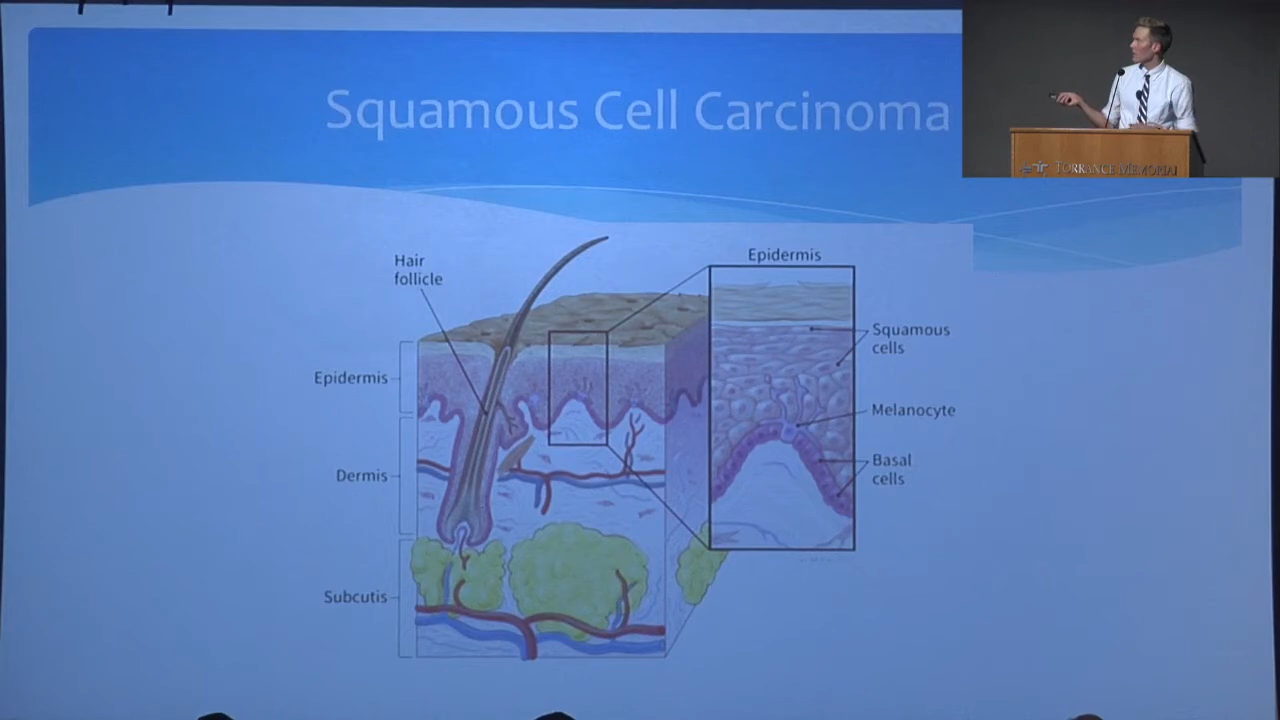 Squamous Cell Carcinoma
TORRANCE MEMORIAL
Hair
follicle
Epidermis
Squamous
cells
Epidermis
Melanocyte
Basal
cells
Dermis
Subcutis